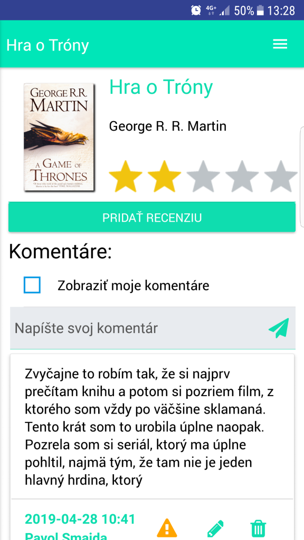 4G+ 50% 13:28
Hra o Tróny
GEORGE R.R.
MARTIN
A GAME OF
THRONES
Hra o Tróny
George R. R. Martin
PRIDAŤ RECENZIU
Komentáre:
Zobraziť moje komentáre
Napíšte svoj komentár
Zvyčajne to robím tak, že si najprv
prečítam knihu a potom si pozriem film, z
ktorého som vždy po väčšine sklamaná.
Tento krát som to urobila úplne naopak.
Pozrela som si seriál, ktorý ma úplne
pohltil, najmä tým, že tam nie je jeden
hlavný hrdina, ktorý
2019-04-28 10:41
Pavol Smajda